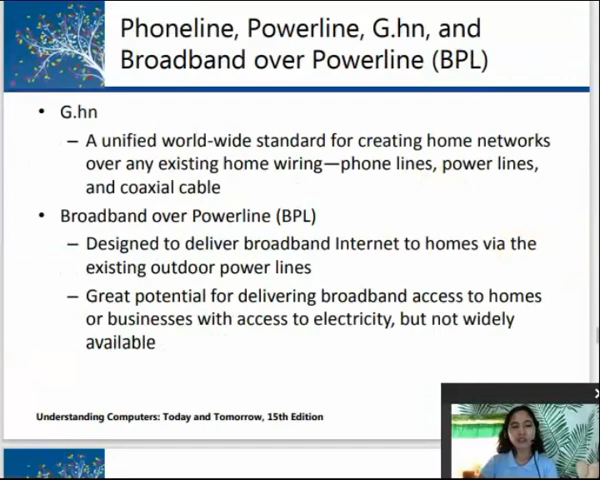 Phoneline, Powerline, G.hn, and
Broadband over Powerline (BPL)
• G.hn
– A unified world-wide standard for creating home networks
over any existing home wiring—phone lines, power lines,
and coaxial cable
• Broadband over Powerline (BPL)
– Designed to deliver broadband Internet to homes via the
existing outdoor power lines
– Great potential for delivering broadband access to homes
or businesses with access to electricity, but not widely
available
Understanding Computers: Today and Tomorrow, 15th Edition